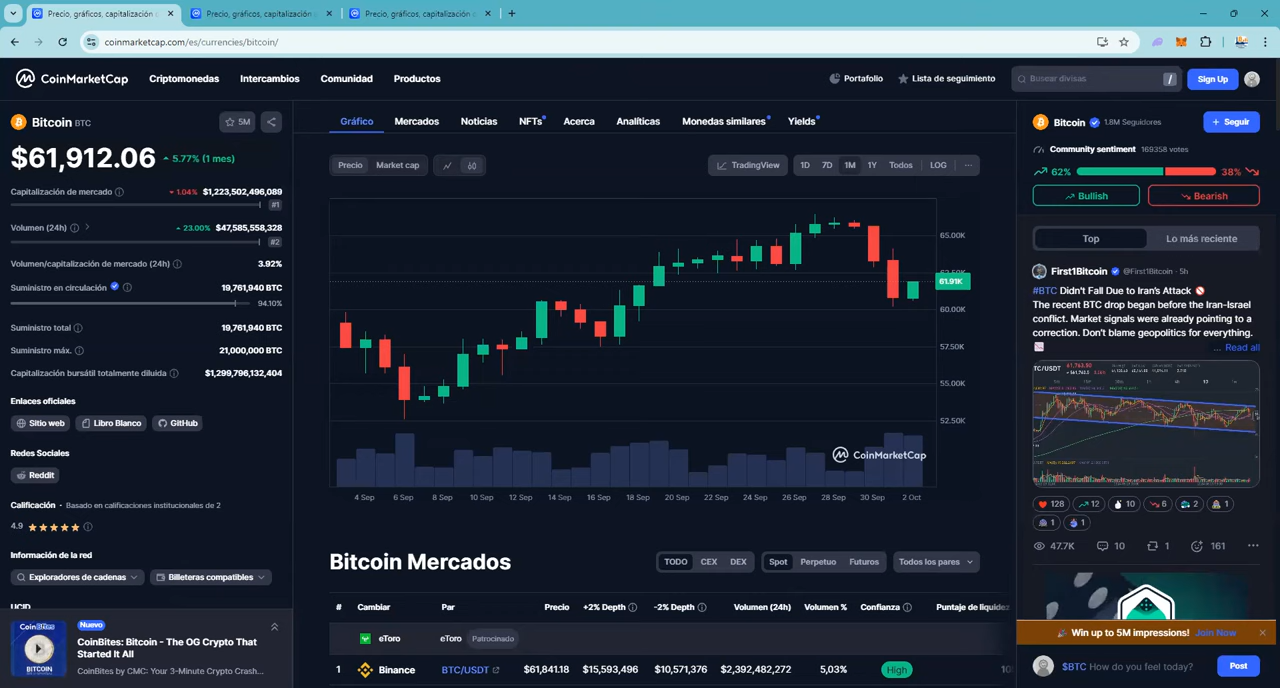 Precio, gráficos, capitalización
Precio, gráficos, capitalización
Precio, gráficos, capitalización
coinmarketcap.com/es/currencies/bitcoin/
CoinMarketCap
Criptomonedas
Intercambios
Comunidad
Productos
Portafolio
Lista de seguimiento
Buscar divisas
/
Sign Up
Bitcoin BTC
5M
$61,912.06
5.77% (1 mes)
Capitalización de mercado
1.04% $1,223,502,496,089
#1
Volumen (24h)
23.00% $47,585,558,328
#2
Volumen/capitalización de mercado (24h)
3.92%
Suministro en circulación
19,761,940 BTC
94.10%
Suministro total
19,761,940 BTC
Suministro máx.
21,000,000 BTC
Capitalización bursátil totalmente diluida
$1,299,796,132,404
Enlaces oficiales
Sitio web
Libro Blanco
GitHub
Redes Sociales
Reddit
Calificación · Basado en calificaciones institucionales de 2
4.9
Información de la red
Exploradores de cadenas
Billeteras compatibles
UCID
CoinBites
BITCOIN
Nuevo
CoinBites: Bitcoin - The OG Crypto That
Started It All
CoinBites by CMC: Your 3-Minute Crypto Crash...
Gráfico
Mercados
Noticias
NFTs
Acerca
Analíticas
Monedas similares
Yields
Precio
Market cap
TradingView
1D
7D
1M
1Y
Todos
LOG
65.00K
62.50K
61.91K
60.00K
57.50K
55.00K
52.50K
CoinMarketCap
4 Sep
6 Sep
8 Sep
10 Sep
12 Sep
14 Sep
16 Sep
18 Sep
20 Sep
22 Sep
24 Sep
26 Sep
28 Sep
30 Sep
2 Oct
Bitcoin Mercados
TODO
CEX
DEX
Spot
Perpetuo
Futuros
Todos los pares
#
Cambiar
Par
Precio
+2% Depth
-2% Depth
Volumen (24h)
Volumen %
Confianza
Puntaje de liquidez
eToro
eToro
Patrocinado
1
Binance
BTC/USDT
$61,841.18
$15,593,496
$10,571,376
$2,392,482,272
5,03%
High
Bitcoin
1.8M Seguidores
+ Seguir
Community sentiment 169358 votes
62%
38%
Bullish
Bearish
Top
Lo más reciente
First1Bitcoin
@First1Bitcoin · 5h
#BTC Didn't Fall Due to Iran's Attack
The recent BTC drop began before the Iran-Israel
conflict. Market signals were already pointing to a
correction. Don't blame geopolitics for everything.
... Read all
TC/USDT
128
12
10
6
2
1
1
1
47.7K
10
1
161
Win up to 5M impressions!
Join Now
$BTC How do you feel today?
Post